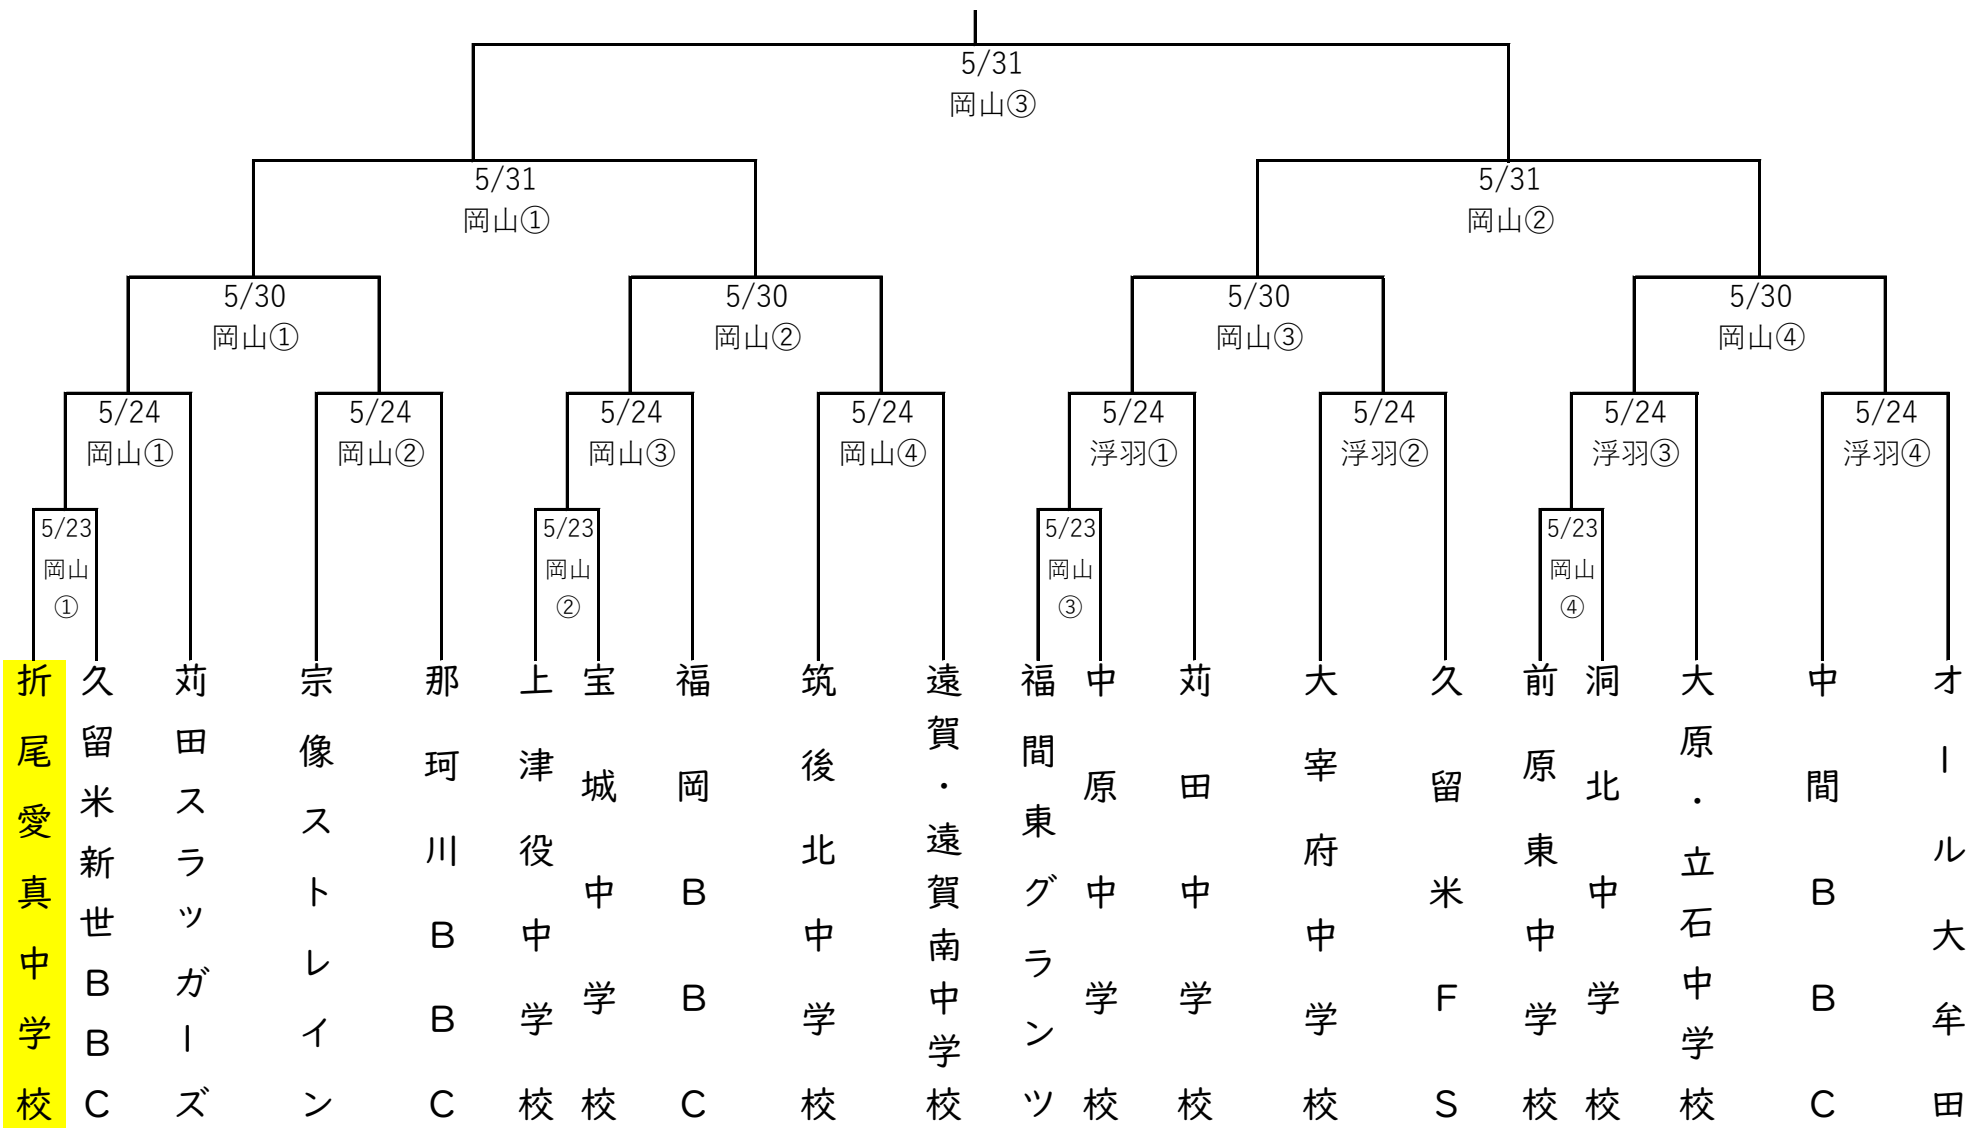 5/31
岡山③
5/31
岡山①
5/31
岡山②
5/30
岡山①
5/30
岡山②
5/30
岡山③
5/30
岡山④
5/24
岡山①
5/24
岡山②
5/24
岡山③
5/24
岡山④
5/24
浮羽①
5/24
浮羽②
5/24
浮羽③
5/24
浮羽④
5/23
岡山
①
5/23
岡山
②
5/23
岡山
③
5/23
岡山
④
折尾愛真中学校
久留米新世BBC
苅田スラッガーズ
宗像ストレイン
那珂川BBC
上津役中学校
宝城中学校
福岡BBC
筑後北中学校
遠賀・遠賀南中学校
福間東グランツ
中原中学校
苅田中学校
大宰府中学校
久留米FS
前原東中学校
洞北中学校
大原・立石中学校
中間BBC
オール大牟田